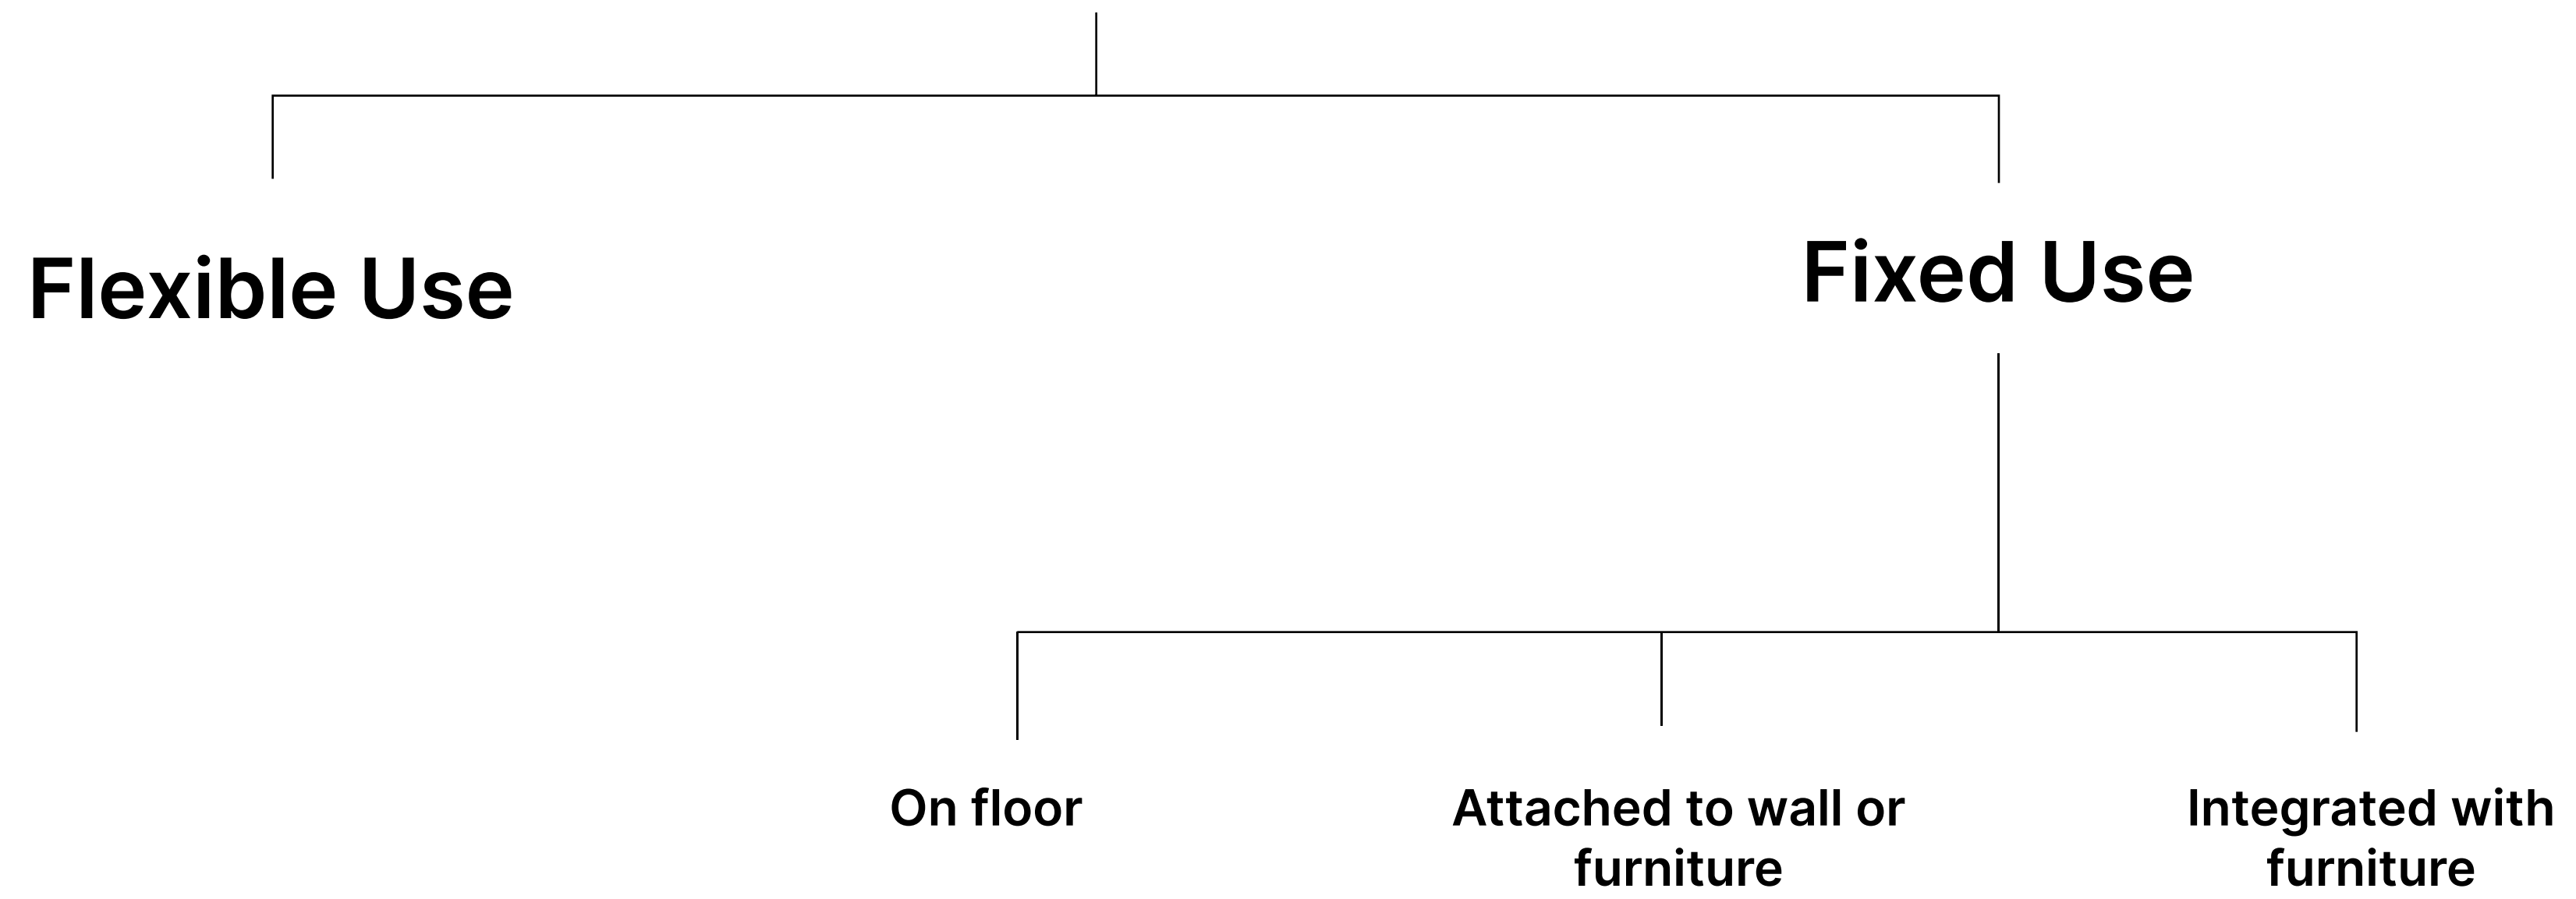 Flexible Use
Fixed Use
On floor
Attached to wall or
furniture
Integrated with
furniture